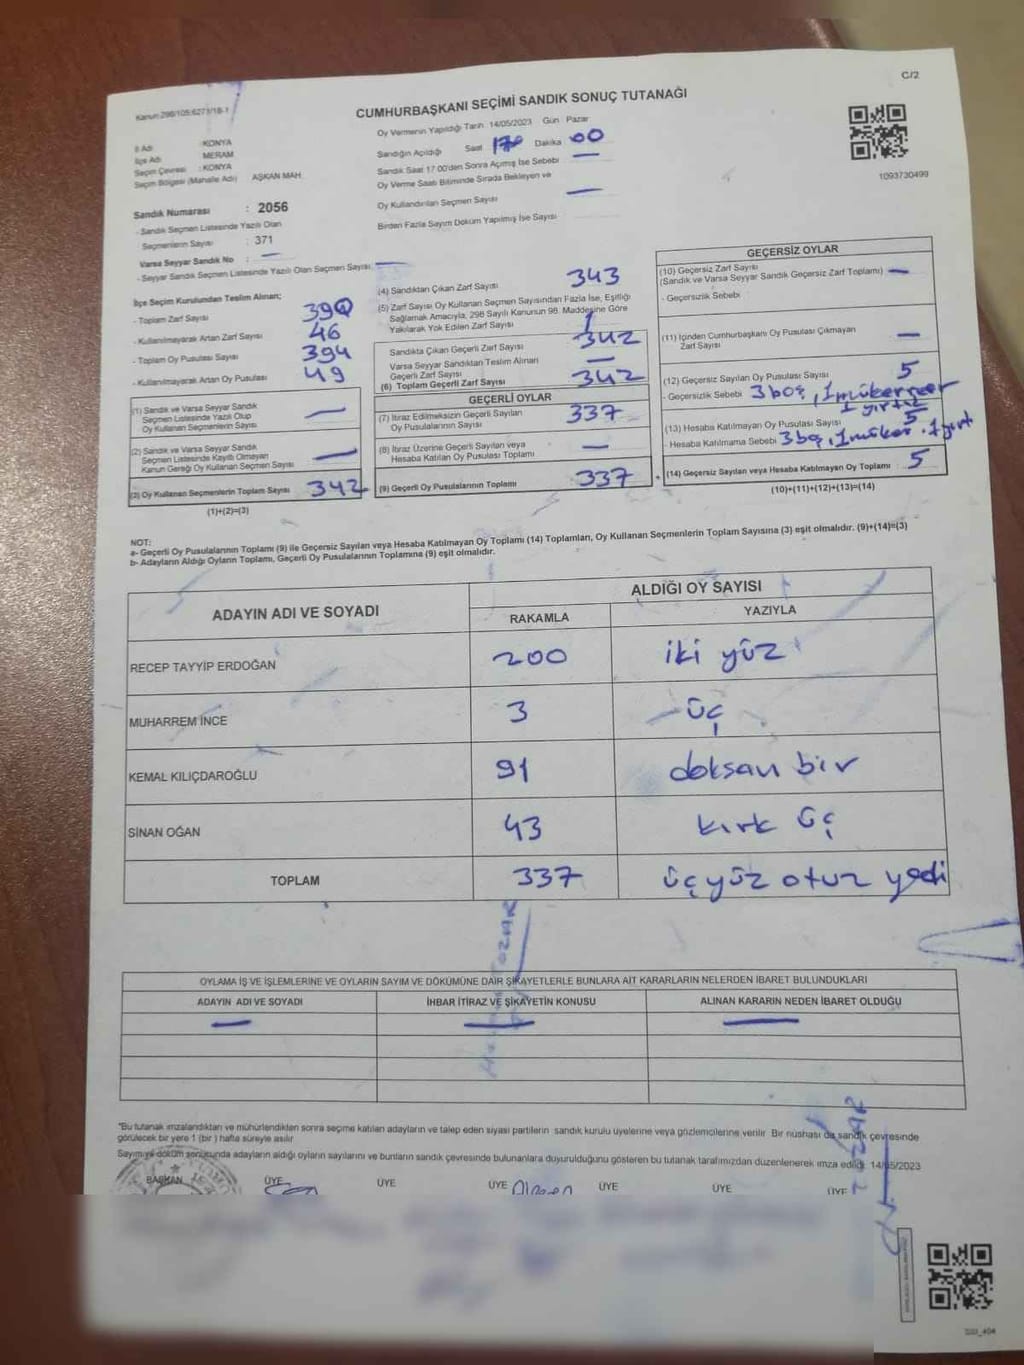 C/2
Kanun 298/105;6271/18-1
CUMHURBAŞKANI SEÇİMİ SANDIK SONUÇ TUTANAĞI
İl Adı : KONYA
İlçe Adı MERAM
Seçim Çevresi : KONYA
Seçim Bölgesi (Mahalle Adı) AŞKAN MAH.
Sandık Numarası : 2056
- Sandık Seçmen Listesinde Yazılı Olan
Seçmenlerin Sayısı : 371
Varsa Seyyar Sandık No : —
- Seyyar Sandık Seçmen Listesinde Yazılı Olan Seçmen Sayısı —
Oy Vermenin Yapıldığı Tarih 14/05/2023 Gün Pazar
Sandığın Açıldığı Saat 17 Dakika 00
Sandık Saat 17.00'den Sonra Açılmış İse Sebebi —
Oy Verme Saati Bitiminde Sırada Bekleyen ve
Oy Kullandırılan Seçmen Sayısı —
Birden Fazla Sayım Döküm Yapılmış İse Sayısı
1093730499
İlçe Seçim Kurulundan Teslim Alınan;
- Toplam Zarf Sayısı 390
- Kullanılmayarak Artan Zarf Sayısı 46
- Toplam Oy Pusulası Sayısı 394
- Kullanılmayarak Artan Oy Pusulası 49
(1) Sandık ve Varsa Seyyar Sandık
Seçmen Listesinde Yazılı Olup
Oy Kullanan Seçmenlerin Sayısı —
(2) Sandık ve Varsa Seyyar Sandık
Seçmen Listesinde Kayıtlı Olmayan
Kanun Gereği Oy Kullanan Seçmen Sayısı —
(3) Oy Kullanan Seçmenlerin Toplam Sayısı 342
(1)+(2)=(3)
(4) Sandıktan Çıkan Zarf Sayısı 343
(5) Zarf Sayısı Oy Kullanan Seçmen Sayısından Fazla İse, Eşitliği
Sağlamak Amacıyla, 298 Sayılı Kanunun 98. Maddesine Göre
Yakılarak Yok Edilen Zarf Sayısı 1
Sandıkta Çıkan Geçerli Zarf Sayısı 342
Varsa Seyyar Sandıktan Teslim Alınan
Geçerli Zarf Sayısı —
(6) Toplam Geçerli Zarf Sayısı 342
GEÇERLİ OYLAR
(7) İtiraz Edilmeksizin Geçerli Sayılan
Oy Pusulasının Sayısı 337
(8) İtiraz Üzerine Geçerli Sayılan veya
Hesaba Katılan Oy Pusulası Toplamı —
(9) Geçerli Oy Pusulalarının Toplamı 337
GEÇERSİZ OYLAR
(10) Geçersiz Zarf Sayısı
(Sandık ve Varsa Seyyar Sandık Geçersiz Zarf Toplamı) —
- Geçersizlik Sebebi
(11) İçinden Cumhurbaşkanı Oy Pusulası Çıkmayan
Zarf Sayısı —
(12) Geçersiz Sayılan Oy Pusulası Sayısı 5
- Geçersizlik Sebebi 3 boş, 1 mükerrer
1 yırtık
(13) Hesaba Katılmayan Oy Pusulası Sayısı 5
- Hesaba Katılmama Sebebi 3 boş, 1 müker. 1 yırt
(14) Geçersiz Sayılan veya Hesaba Katılmayan Oy Toplamı 5
(10)+(11)+(12)+(13)=(14)
NOT:
a- Geçerli Oy Pusulalarının Toplamı (9) ile Geçersiz Sayılan veya Hesaba Katılmayan Oy Toplamı (14) Toplamları, Oy Kullanan Seçmenlerin Toplam Sayısına (3) eşit olmalıdır. (9)+(14)=(3)
b- Adayların Aldığı Oyların Toplamı, Geçerli Oy Pusulalarının Toplamına (9) eşit olmalıdır.
ADAYIN ADI VE SOYADI ALDIĞI OY SAYISI
RAKAMLA YAZIYLA
RECEP TAYYİP ERDOĞAN 200 iki yüz
MUHARREM İNCE 3 üç
KEMAL KILIÇDAROĞLU 91 doksan bir
SİNAN OĞAN 43 kırk üç
TOPLAM 337 üçyüz otuz yedi
OYLAMA İŞ VE İŞLEMLERİNE VE OYLARIN SAYIM VE DÖKÜMÜNE DAİR ŞİKAYETLERLE BUNLARA AİT KARARLARIN NELERDEN İBARET BULUNDUKLARI
ADAYIN ADI VE SOYADI İHBAR İTİRAZ VE ŞİKAYETİN KONUSU ALINAN KARARIN NEDEN İBARET OLDUĞU
— — —
"Bu tutanak imzalandıktan ve mühürlendikten sonra seçime katılan adayların ve talep eden siyasi partilerin sandık kurulu üyelerine veya gözlemcilerine verilir. Bir nüshası da sandık çevresinde
görülecek bir yere 1 (bir) hafta süreyle asılır
Sayım ve döküm sonucunda adayların aldığı oyların sayılarını ve bunların sandık çevresinde bulunanlara duyurulduğunu gösteren bu tutanak tarafımızdan düzenlenerek imza edildi. 14/05/2023
BAŞKAN ÜYE ÜYE ÜYE ÜYE ÜYE ÜYE